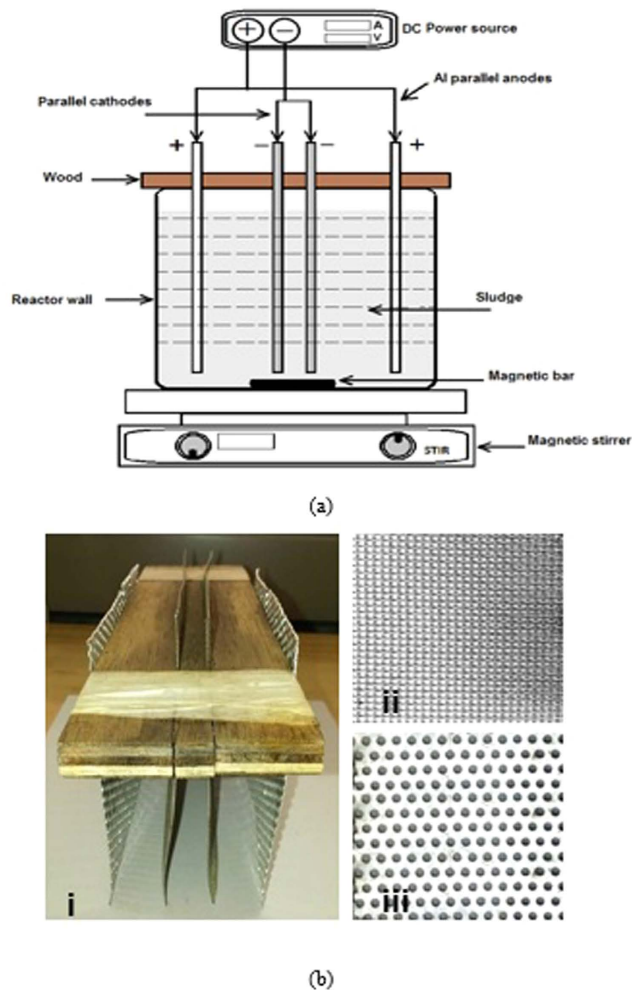 + − A
V
DC Power source
Al parallel anodes
Parallel cathodes
+ − − +
Wood
Reactor wall
Sludge
Magnetic bar
Magnetic stirrer
STIR
(a)
i
ii
iii
(b)